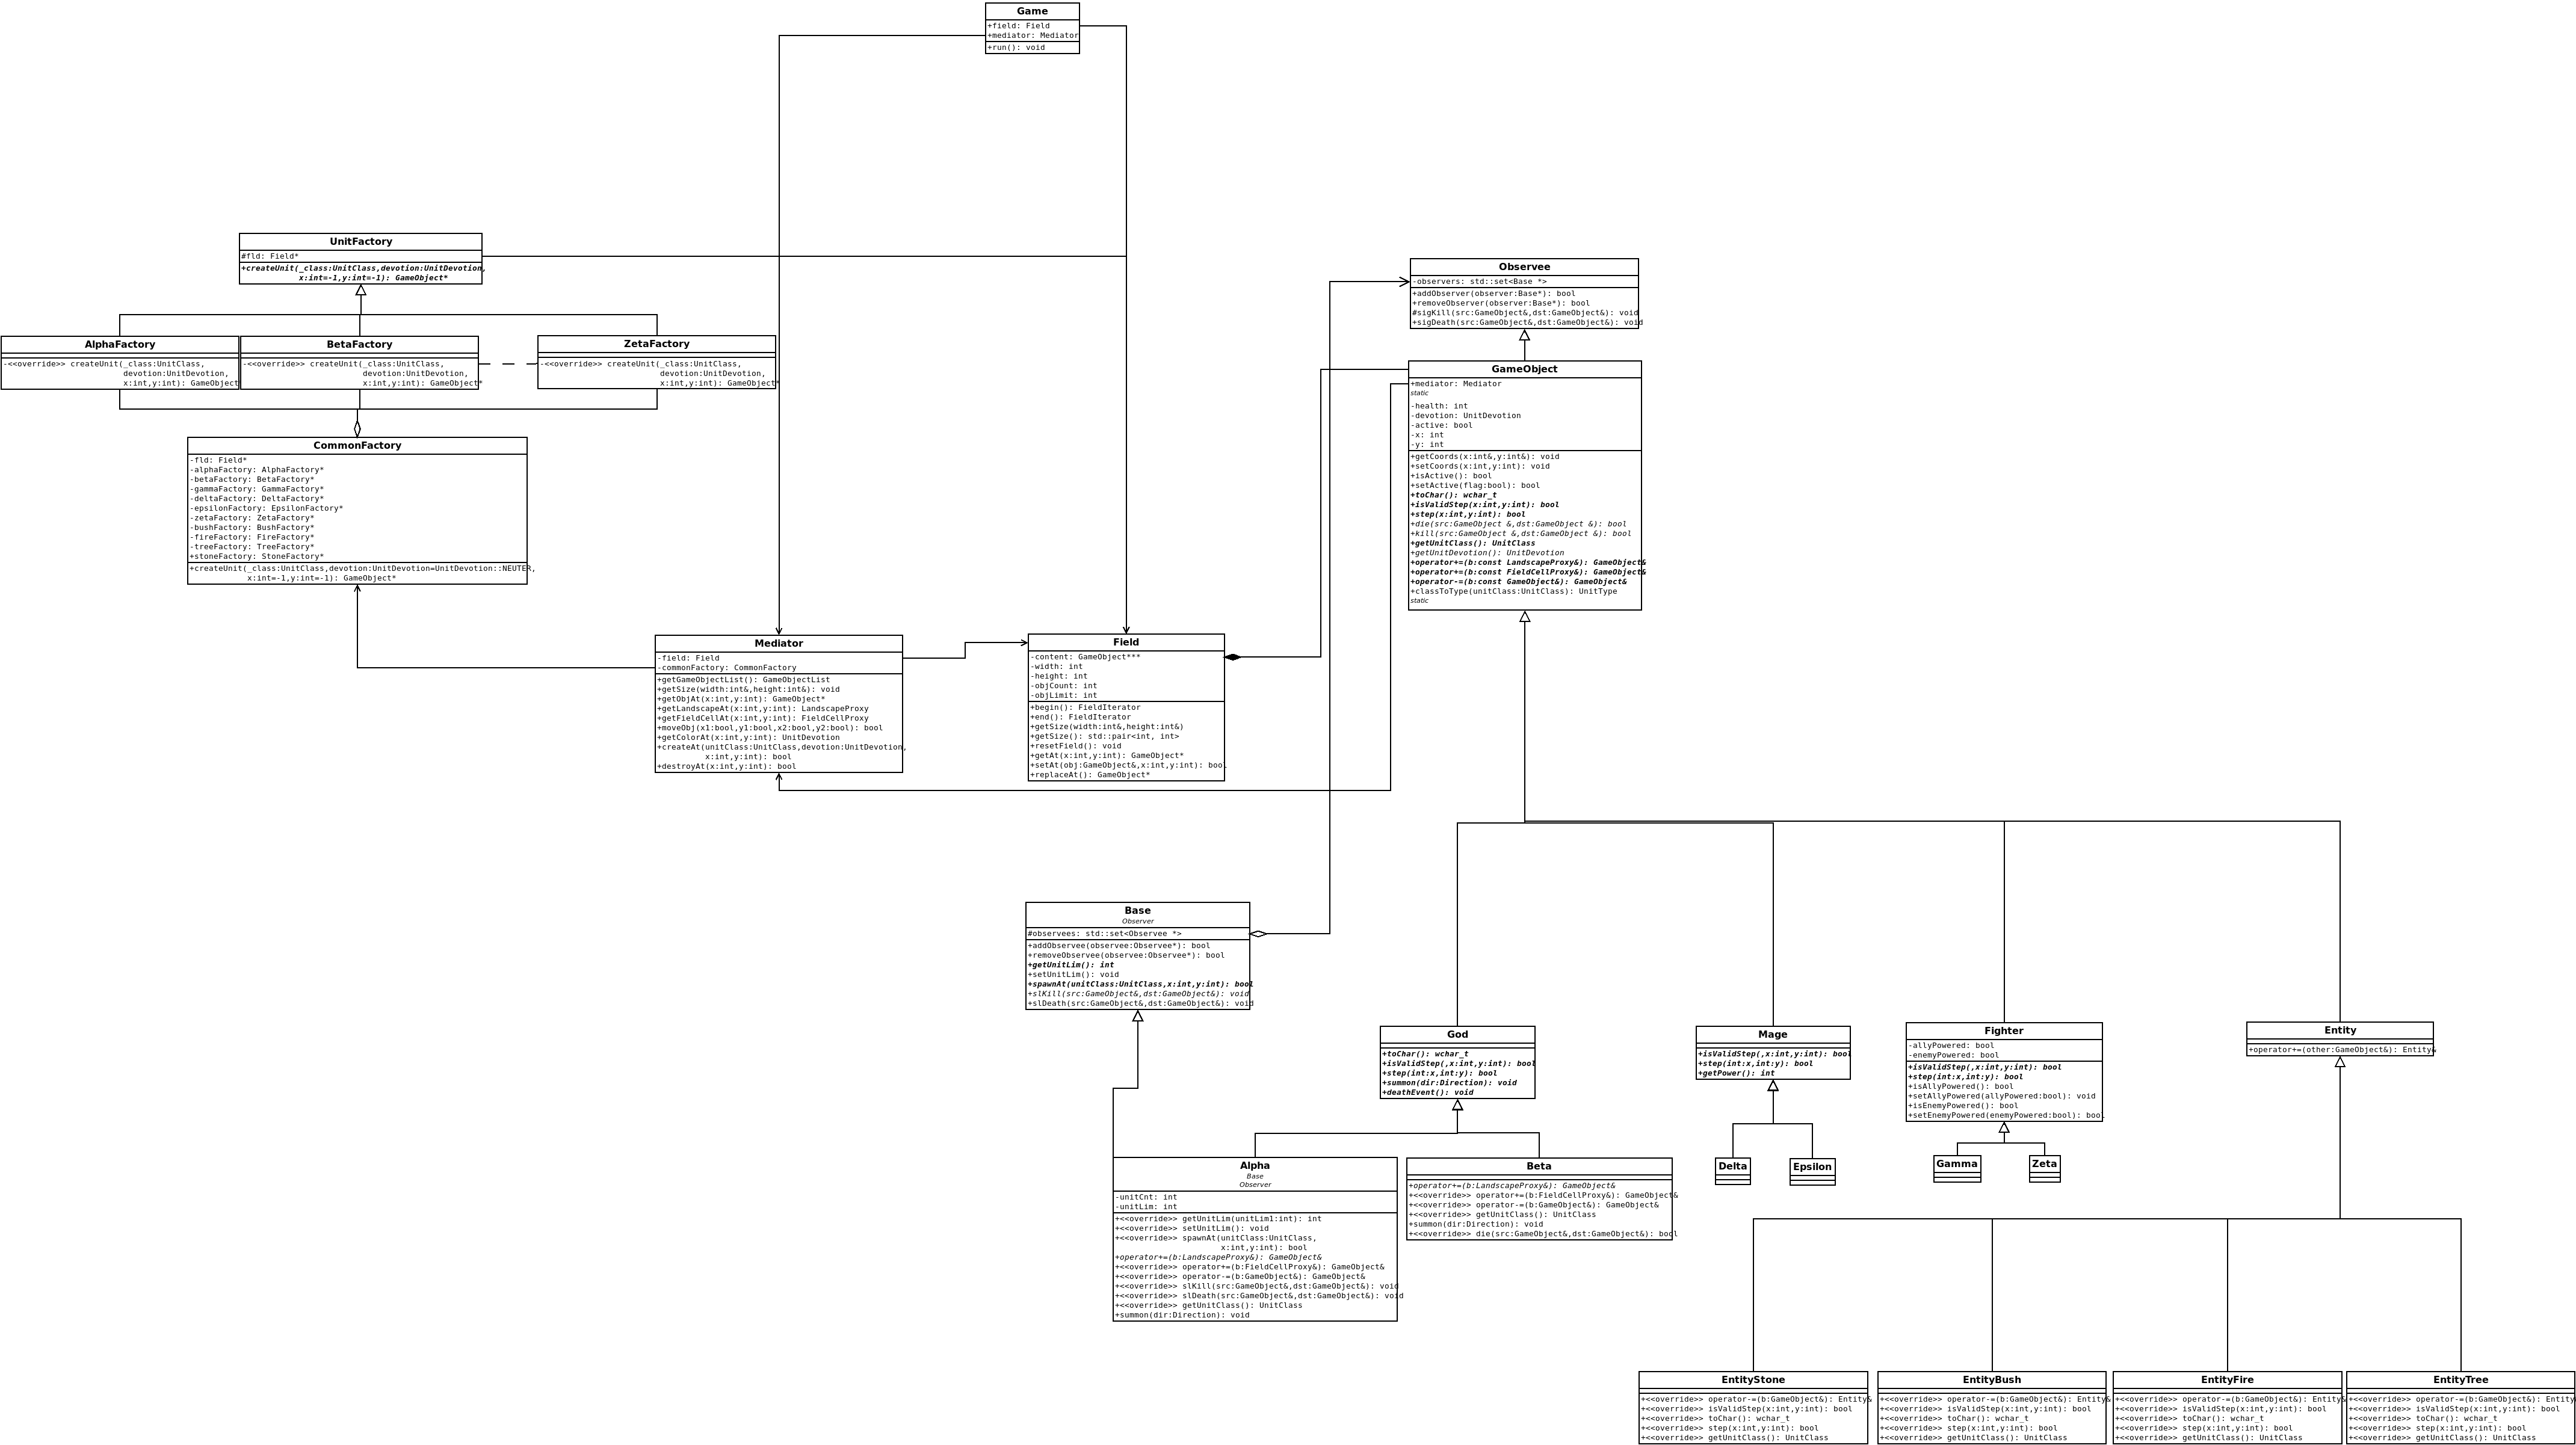 Game
+field: Field
+mediator: Mediator
+run(): void
UnitFactory
#fld: Field*
+createUnit(_class:UnitClass,devotion:UnitDevotion,
x:int=-1,y:int=-1): GameObject*
AlphaFactory
-<<override>> createUnit(_class:UnitClass,
devotion:UnitDevotion,
x:int,y:int): GameObject
BetaFactory
-<<override>> createUnit(_class:UnitClass,
devotion:UnitDevotion,
x:int,y:int): GameObject*
ZetaFactory
-<<override>> createUnit(_class:UnitClass,
devotion:UnitDevotion,
x:int,y:int): GameObject*
CommonFactory
-fld: Field*
-alphaFactory: AlphaFactory*
-betaFactory: BetaFactory*
-gammaFactory: GammaFactory*
-deltaFactory: DeltaFactory*
-epsilonFactory: EpsilonFactory*
-zetaFactory: ZetaFactory*
-bushFactory: BushFactory*
-fireFactory: FireFactory*
-treeFactory: TreeFactory*
+stoneFactory: StoneFactory*
+createUnit(_class:UnitClass,devotion:UnitDevotion=UnitDevotion::NEUTER,
x:int=-1,y:int=-1): GameObject*
Observee
-observers: std::set<Base *>
+addObserver(observer:Base*): bool
+removeObserver(observer:Base*): bool
#sigKill(src:GameObject&,dst:GameObject&): void
+sigDeath(src:GameObject&,dst:GameObject&): void
GameObject
+mediator: Mediator
static
-health: int
-devotion: UnitDevotion
-active: bool
-x: int
-y: int
+getCoords(x:int&,y:int&): void
+setCoords(x:int,y:int): void
+isActive(): bool
+setActive(flag:bool): bool
+toChar(): wchar_t
+isValidStep(x:int,y:int): bool
+step(x:int,y:int): bool
+die(src:GameObject &,dst:GameObject &): bool
+kill(src:GameObject &,dst:GameObject &): bool
+getUnitClass(): UnitClass
+getUnitDevotion(): UnitDevotion
+operator+=(b:const LandscapeProxy&): GameObject&
+operator+=(b:const FieldCellProxy&): GameObject&
+operator-=(b:const GameObject&): GameObject&
+classToType(unitClass:UnitClass): UnitType
static
Mediator
-field: Field
-commonFactory: CommonFactory
+getGameObjectList(): GameObjectList
+getSize(width:int&,height:int&): void
+getObjAt(x:int,y:int): GameObject*
+getLandscapeAt(x:int,y:int): LandscapeProxy
+getFieldCellAt(x:int,y:int): FieldCellProxy
+moveObj(x1:bool,y1:bool,x2:bool,y2:bool): bool
+getColorAt(x:int,y:int): UnitDevotion
+createAt(unitClass:UnitClass,devotion:UnitDevotion,
x:int,y:int): bool
+destroyAt(x:int,y:int): bool
Field
-content: GameObject***
-width: int
-height: int
-objCount: int
-objLimit: int
+begin(): FieldIterator
+end(): FieldIterator
+getSize(width:int&,height:int&)
+getSize(): std::pair<int, int>
+resetField(): void
+getAt(x:int,y:int): GameObject*
+setAt(obj:GameObject&,x:int,y:int): bool
+replaceAt(): GameObject*
Base
Observer
#observees: std::set<Observee *>
+addObservee(observee:Observee*): bool
+removeObservee(observee:Observee*): bool
+getUnitLim(): int
+setUnitLim(): void
+spawnAt(unitClass:UnitClass,x:int,y:int): bool
+slKill(src:GameObject&,dst:GameObject&): void
+slDeath(src:GameObject&,dst:GameObject&): void
God
+toChar(): wchar_t
+isValidStep(,x:int,y:int): bool
+step(int:x,int:y): bool
+summon(dir:Direction): void
+deathEvent(): void
Mage
+isValidStep(,x:int,y:int): bool
+step(int:x,int:y): bool
+getPower(): int
Fighter
-allyPowered: bool
-enemyPowered: bool
+isValidStep(,x:int,y:int): bool
+step(int:x,int:y): bool
+isAllyPowered(): bool
+setAllyPowered(allyPowered:bool): void
+isEnemyPowered(): bool
+setEnemyPowered(enemyPowered:bool): bool
Entity
+operator+=(other:GameObject&): Entity&
Alpha
Base
Observer
-unitCnt: int
-unitLim: int
+<<override>> getUnitLim(unitLim1:int): int
+<<override>> setUnitLim(): void
+<<override>> spawnAt(unitClass:UnitClass,
x:int,y:int): bool
+operator+=(b:LandscapeProxy&): GameObject&
+<<override>> operator+=(b:FieldCellProxy&): GameObject&
+<<override>> operator-=(b:GameObject&): GameObject&
+<<override>> slKill(src:GameObject&,dst:GameObject&): void
+<<override>> slDeath(src:GameObject&,dst:GameObject&): void
+<<override>> getUnitClass(): UnitClass
+summon(dir:Direction): void
Beta
+operator+=(b:LandscapeProxy&): GameObject&
+<<override>> operator+=(b:FieldCellProxy&): GameObject&
+<<override>> operator-=(b:GameObject&): GameObject&
+<<override>> getUnitClass(): UnitClass
+summon(dir:Direction): void
+<<override>> die(src:GameObject&,dst:GameObject&): bool
Delta
Epsilon
Gamma
Zeta
EntityStone
+<<override>> operator-=(b:GameObject&): Entity&
+<<override>> isValidStep(x:int,y:int): bool
+<<override>> toChar(): wchar_t
+<<override>> step(x:int,y:int): bool
+<<override>> getUnitClass(): UnitClass
EntityBush
+<<override>> operator-=(b:GameObject&): Entity&
+<<override>> isValidStep(x:int,y:int): bool
+<<override>> toChar(): wchar_t
+<<override>> step(x:int,y:int): bool
+<<override>> getUnitClass(): UnitClass
EntityFire
+<<override>> operator-=(b:GameObject&): Entity&
+<<override>> isValidStep(x:int,y:int): bool
+<<override>> toChar(): wchar_t
+<<override>> step(x:int,y:int): bool
+<<override>> getUnitClass(): UnitClass
EntityTree
+<<override>> operator-=(b:GameObject&): Entity
+<<override>> isValidStep(x:int,y:int): bool
+<<override>> toChar(): wchar_t
+<<override>> step(x:int,y:int): bool
+<<override>> getUnitClass(): UnitClass